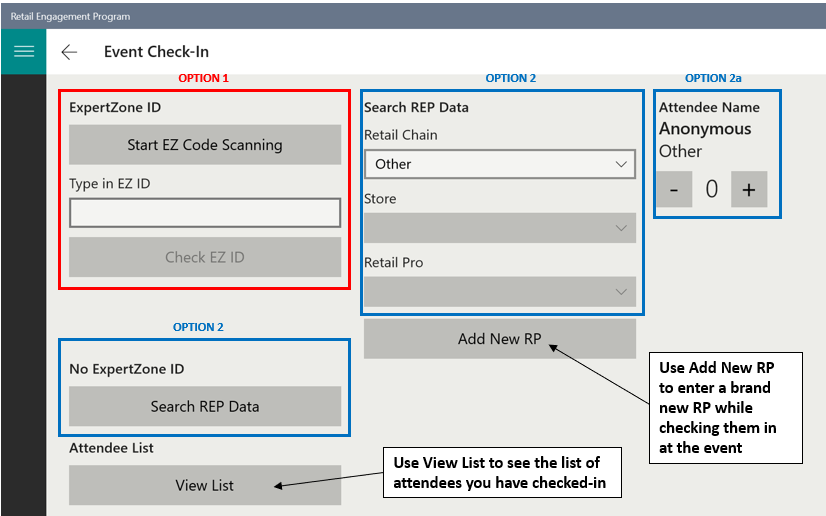 Retail Engagement Program
Event Check-In
OPTION 1
ExpertZone ID
Start EZ Code Scanning
Type in EZ ID
Check EZ ID
OPTION 2
No ExpertZone ID
Search REP Data
Attendee List
View List
OPTION 2
Search REP Data
Retail Chain
Other
Store
Retail Pro
Add New RP
OPTION 2a
Attendee Name
Anonymous
Other
- 0 +
Use Add New RP
to enter a brand
new RP while
checking them in
at the event
Use View List to see the list of
attendees you have checked-in